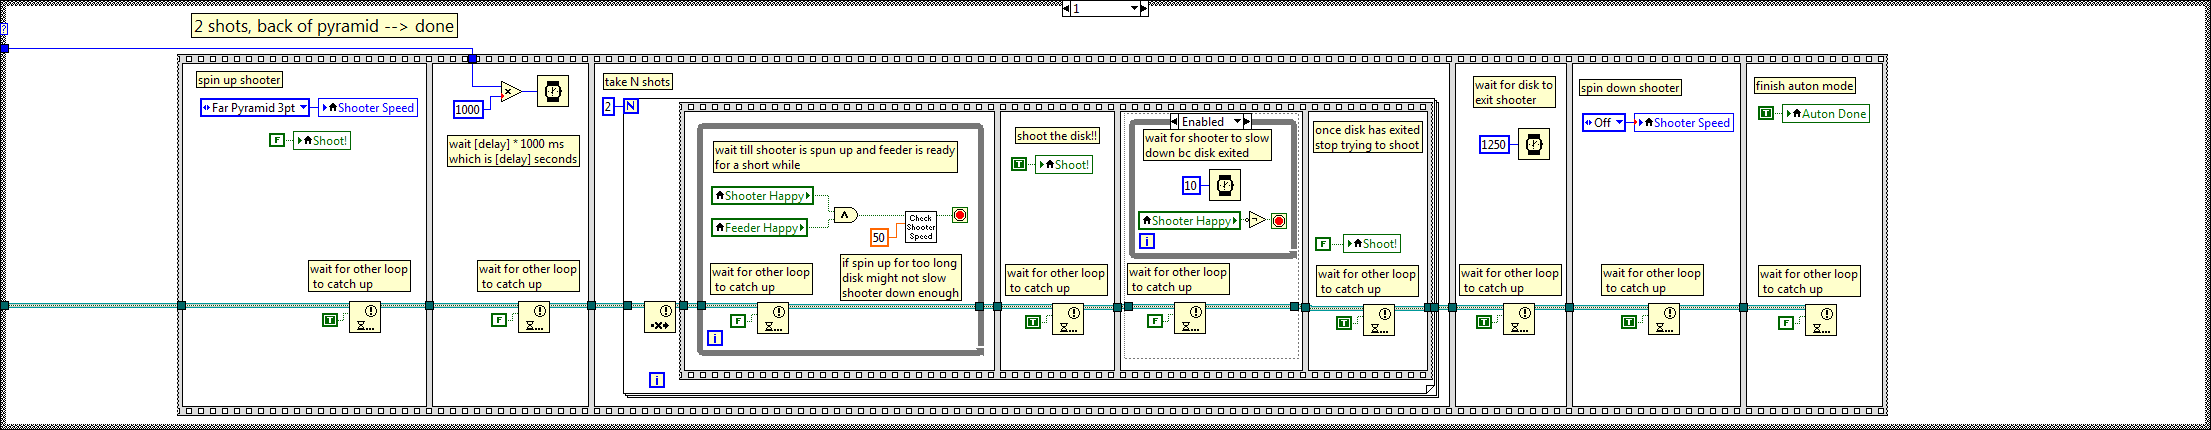 1
?
2 shots, back of pyramid --> done
spin up shooter
Far Pyramid 3pt
Shooter Speed
F
Shoot!
wait for other loop
to catch up
T
1000
x
wait [delay] * 1000 ms
which is [delay] seconds
wait for other loop
to catch up
F
take N shots
2
N
i
wait till shooter is spun up and feeder is ready
for a short while
Shooter Happy
Feeder Happy
50
Check
Shooter
Speed
if spin up for too long
disk might not slow
shooter down enough
wait for other loop
to catch up
F
i
shoot the disk!!
T
Shoot!
wait for other loop
to catch up
T
Enabled
wait for shooter to slow
down bc disk exited
10
Shooter Happy
i
wait for other loop
to catch up
F
once disk has exited
stop trying to shoot
F
Shoot!
wait for other loop
to catch up
T
wait for disk to
exit shooter
1250
wait for other loop
to catch up
T
spin down shooter
Off
Shooter Speed
wait for other loop
to catch up
T
finish auton mode
T
Auton Done
wait for other loop
to catch up
F